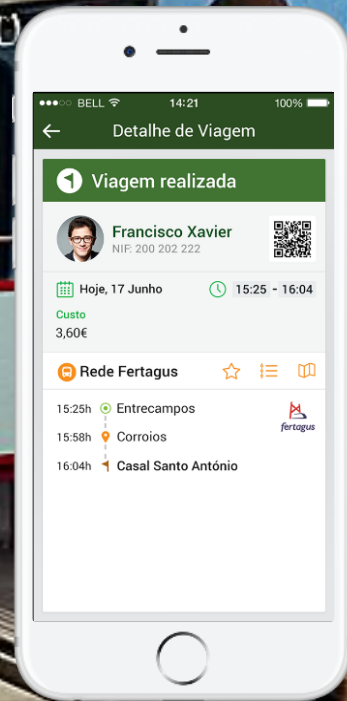 BELL 14:21 100%
Detalhe de Viagem
Viagem realizada
Francisco Xavier
NIF: 200 202 222
Hoje, 17 Junho 15:25 - 16:04
Custo
3,60€
Rede Fertagus
15:25h Entrecampos
fertagus
15:58h Corroios
16:04h Casal Santo António